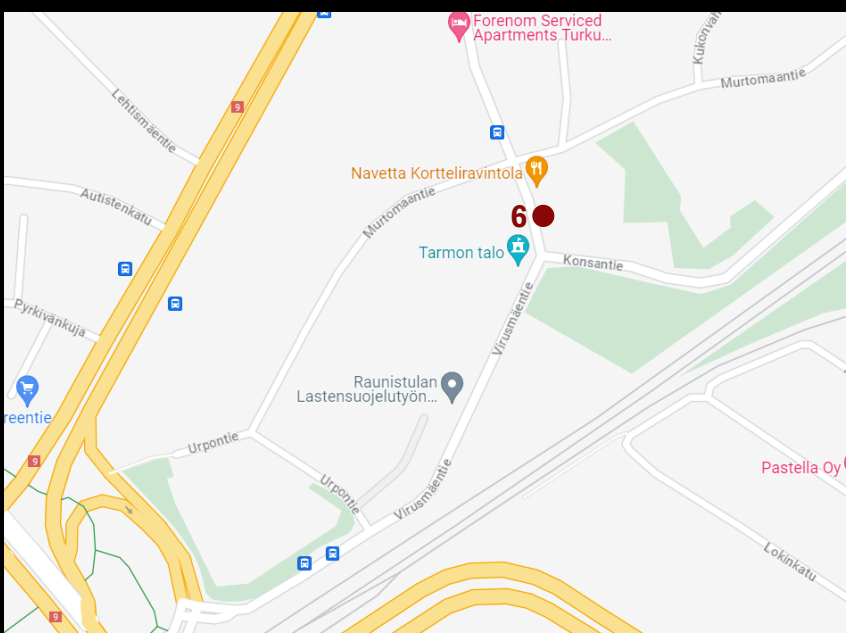 Forenom Serviced
Apartments Turku...
Kukonvah
Murtomaantie
9
Lehtismäentie
Navetta Kortteliravintola
Autistenkatu
Murtomaantie
6
Tarmon talo
Konsantie
Pyrkivänkuja
Virusmäentie
Raunistulan
Lastensuojelutyön...
reentie
Urpontie
9
Urpontie
Virusmäentie
Pastella Oy
Lokinkatu
9